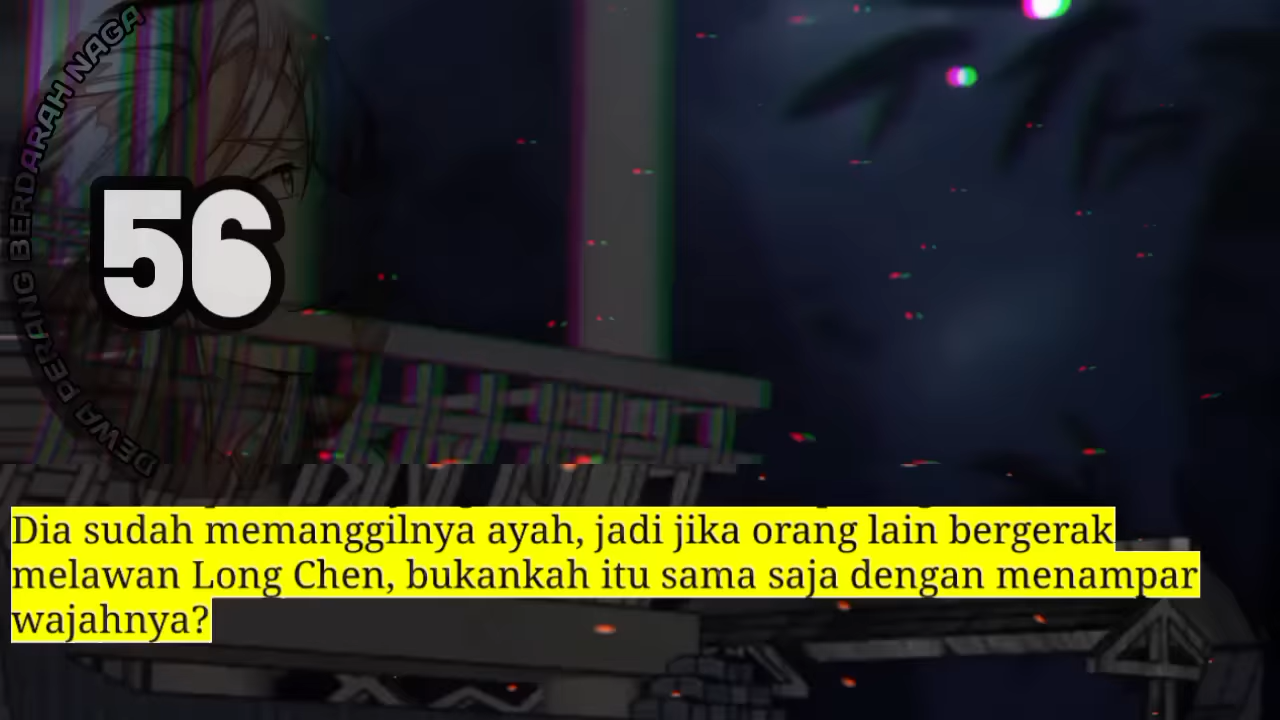 DEWA PERANG BERDARAH NAGA
56
Dia sudah memanggilnya ayah, jadi jika orang lain bergerak
melawan Long Chen, bukankah itu sama saja dengan menampar
wajahnya?